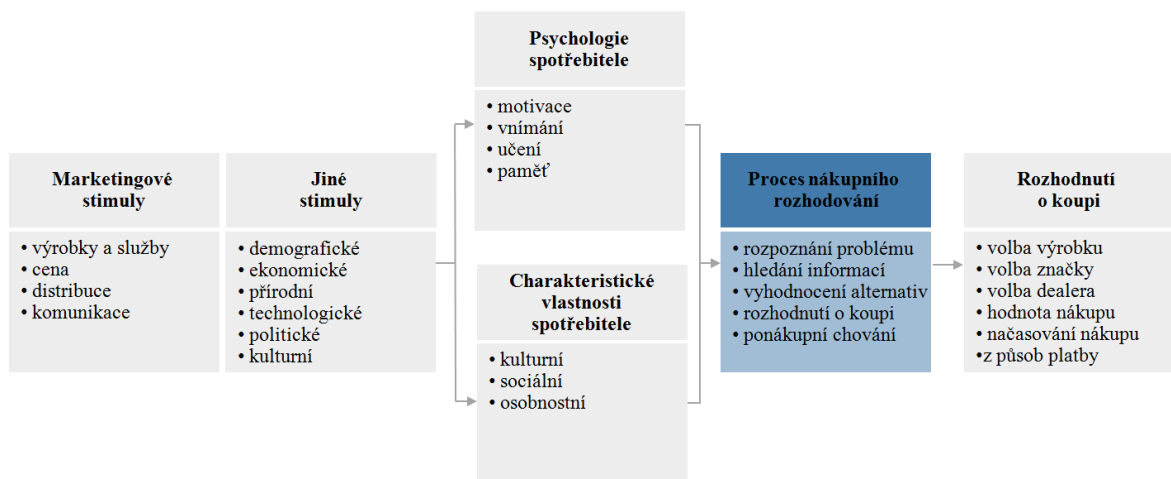 Marketingové
stimuly
• výrobky a služby
• cena
• distribuce
• komunikace
Jiné
stimuly
• demografické
• ekonomické
• přírodní
• technologické
• politické
• kulturní
Psychologie
spotřebitele
• motivace
• vnímání
• učení
• paměť
Charakteristické
vlastnosti
spotřebitele
• kulturní
• sociální
• osobnostní
Proces nákupního
rozhodování
• rozpoznání problému
• hledání informací
• vyhodnocení alternativ
• rozhodnutí o koupi
• ponákupní chování
Rozhodnutí
o koupi
• volba výrobku
• volba značky
• volba dealera
• hodnota nákupu
• načasování nákupu
•z působ platby